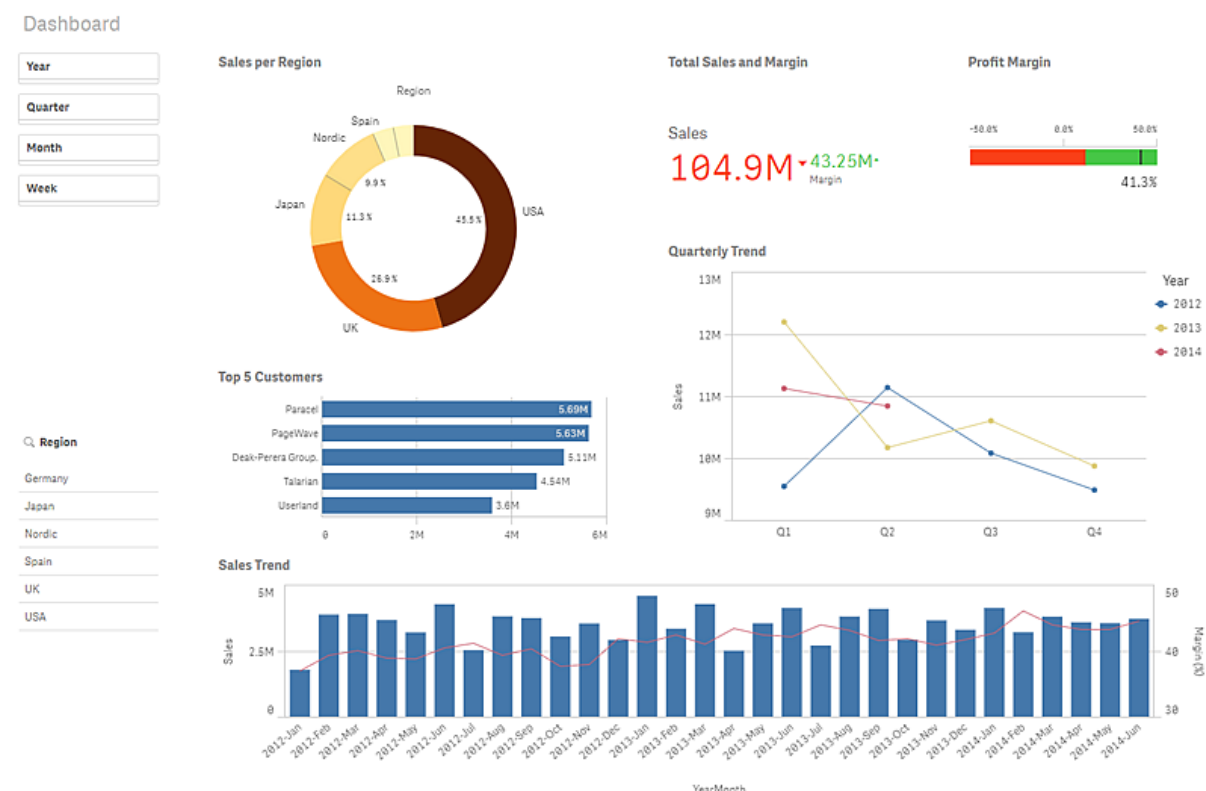 Dashboard
Year
Quarter
Month
Week
Region
Germany
Japan
Nordic
Spain
UK
USA
Sales per Region
Region
Spain
Nordic
Japan
UK
USA
9.9%
11.3%
26.9%
45.5%
Total Sales and Margin
Sales
104.9M
43.25M
Margin
Profit Margin
-50.0% 0.0% 50.0%
41.3%
Top 5 Customers
Paracel 5.69M
PageWave 5.63M
Deak-Perera Group. 5.11M
Talarian 4.54M
Userland 3.6M
0 2M 4M 6M
Quarterly Trend
13M
12M
11M
10M
9M
Sales
Q1 Q2 Q3 Q4
Year
2012
2013
2014
Sales Trend
5M
2.5M
0
Sales
50
40
30
Margin (%)
2012-Jan 2012-Feb 2012-Mar 2012-Apr 2012-May 2012-Jun 2012-Jul 2012-Aug 2012-Sep 2012-Oct 2012-Nov 2012-Dec 2013-Jan 2013-Feb 2013-Mar 2013-Apr 2013-May 2013-Jun 2013-Jul 2013-Aug 2013-Sep 2013-Oct 2013-Nov 2013-Dec 2014-Jan 2014-Feb 2014-Mar 2014-Apr 2014-May 2014-Jun
YearMonth